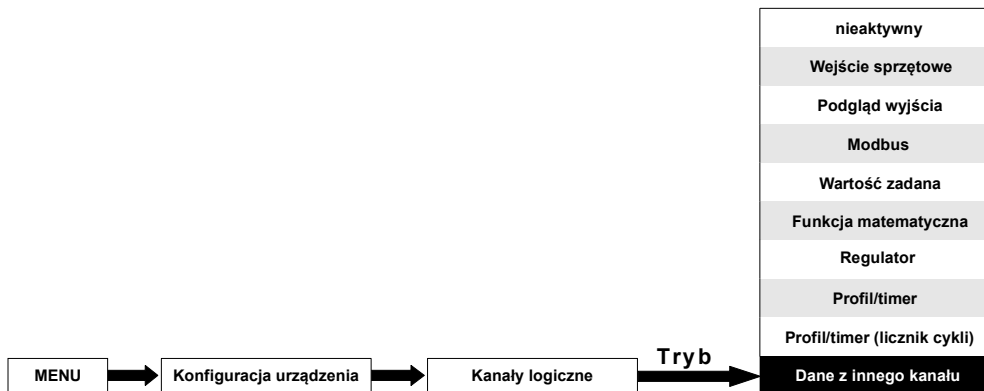 nieaktywny
Wejście sprzętowe
Podgląd wyjścia
Modbus
Wartość zadana
Funkcja matematyczna
Regulator
Profil/timer
Profil/timer (licznik cykli)
MENU Konfiguracja urządzenia Kanały logiczne Tryb Dane z innego kanału